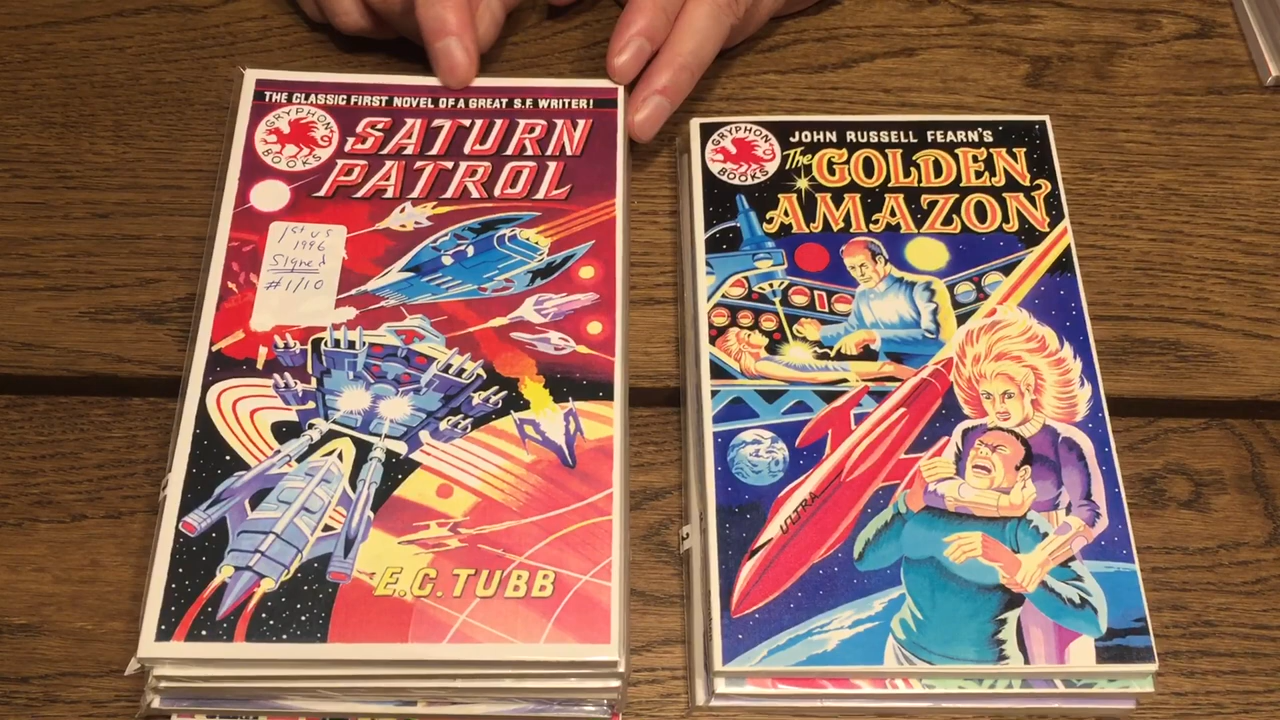 THE CLASSIC FIRST NOVEL OF A GREAT S.F. WRITER!
GRYPHON
BOOKS
SATURN
PATROL
1st US
1996
Signed
#1/10
E.C. TUBB
GRYPHON
BOOKS
JOHN RUSSELL FEARN'S
The GOLDEN
AMAZON
ULTRA